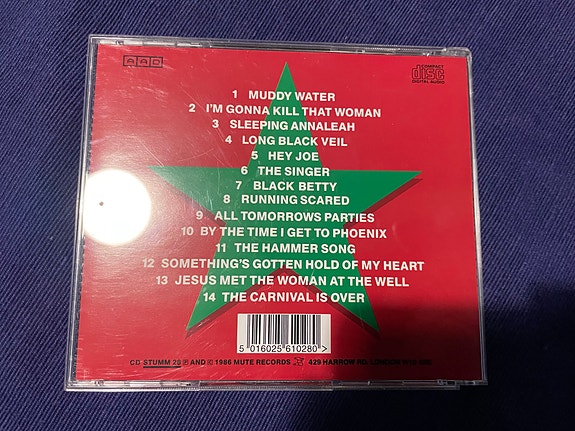 AAD
COMPACT
disc
DIGITAL AUDIO
1 MUDDY WATER
2 I'M GONNA KILL THAT WOMAN
3 SLEEPING ANNALEAH
4 LONG BLACK VEIL
5 HEY JOE
6 THE SINGER
7 BLACK BETTY
8 RUNNING SCARED
9 ALL TOMORROWS PARTIES
10 BY THE TIME I GET TO PHOENIX
11 THE HAMMER SONG
12 SOMETHING'S GOTTEN HOLD OF MY HEART
13 JESUS MET THE WOMAN AT THE WELL
14 THE CARNIVAL IS OVER
5 016025 610280 >
CD STUMM 28 ℗ AND © 1986 MUTE RECORDS 429 HARROW RD. LONDON